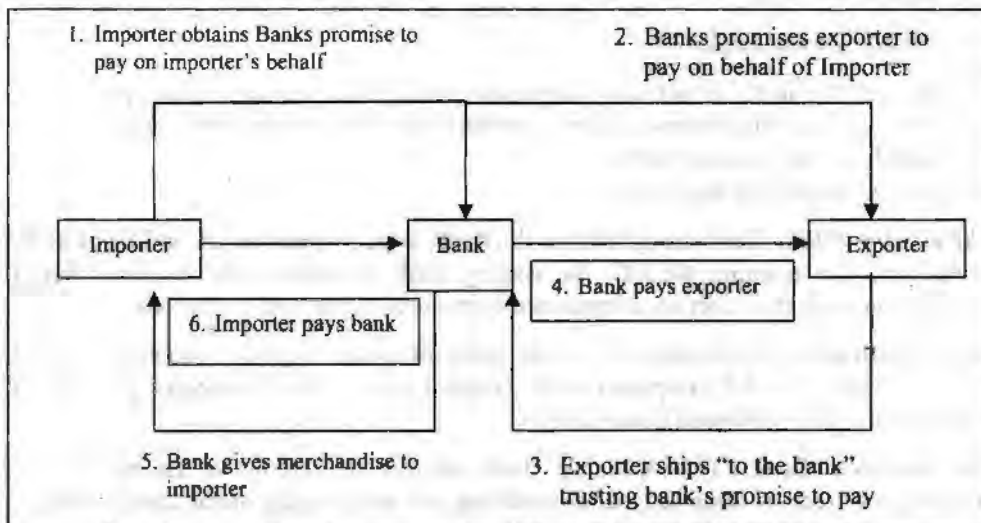 1. Importer obtains Banks promise to
pay on importer's behalf
2. Banks promises exporter to
pay on behalf of Importer
Importer
Bank
Exporter
4. Bank pays exporter
6. Importer pays bank
5. Bank gives merchandise to
importer
3. Exporter ships "to the bank"
trusting bank's promise to pay